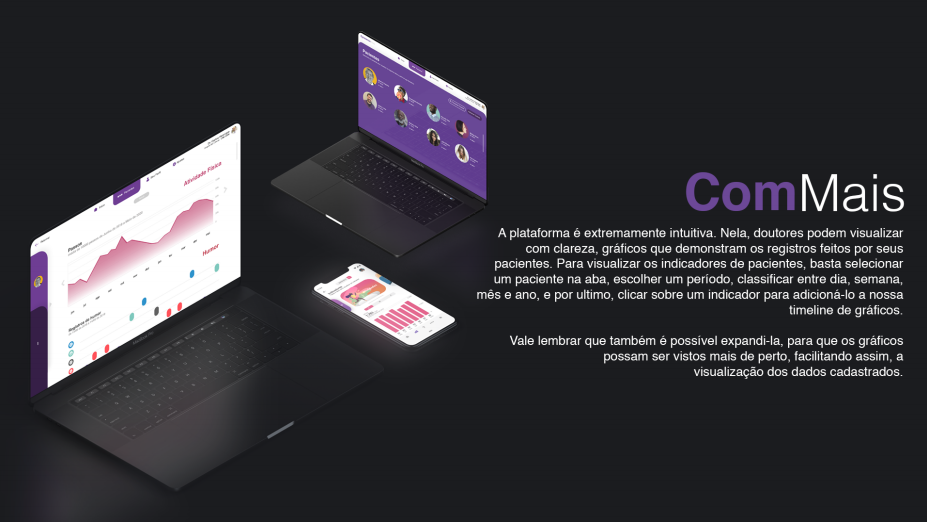 ComMais
A plataforma é extremamente intuitiva. Nela, doutores podem visualizar
com clareza, gráficos que demonstram os registros feitos por seus
pacientes. Para visualizar os indicadores de pacientes, basta selecionar
um paciente na aba, escolher um período, classificar entre dia, semana,
mês e ano, e por ultimo, clicar sobre um indicador para adicioná-lo a nossa
timeline de gráficos.
Vale lembrar que também é possível expandi-la, para que os gráficos
possam ser vistos mais de perto, facilitando assim, a
visualização dos dados cadastrados.
Atividade Física
Passos
Humor
Registros de humor
Pacientes